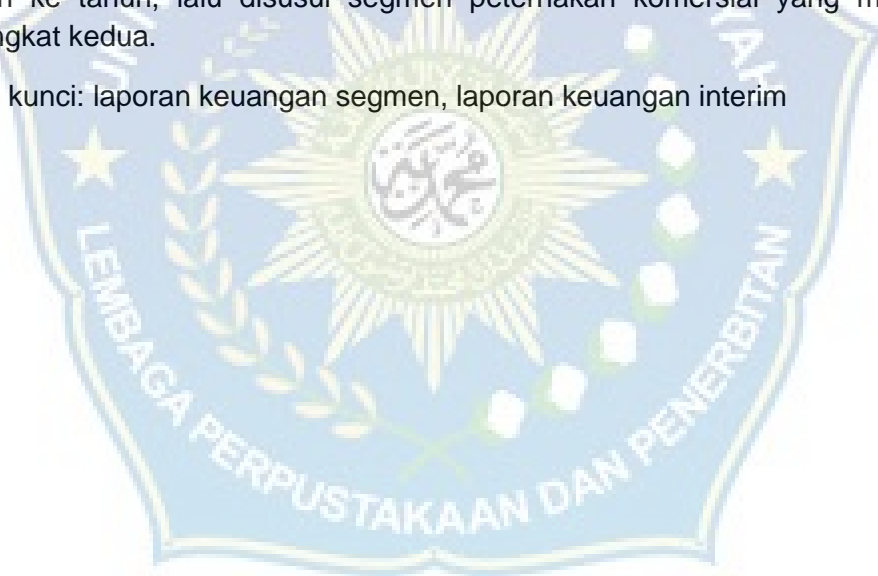 ke tahun, lalu disusul segmen peternakan komersial yang
kedua.
kunci: laporan keuangan segmen, laporan keuangan interim
LEMBAGA PERPUSTAKAAN DAN PENERBITAN